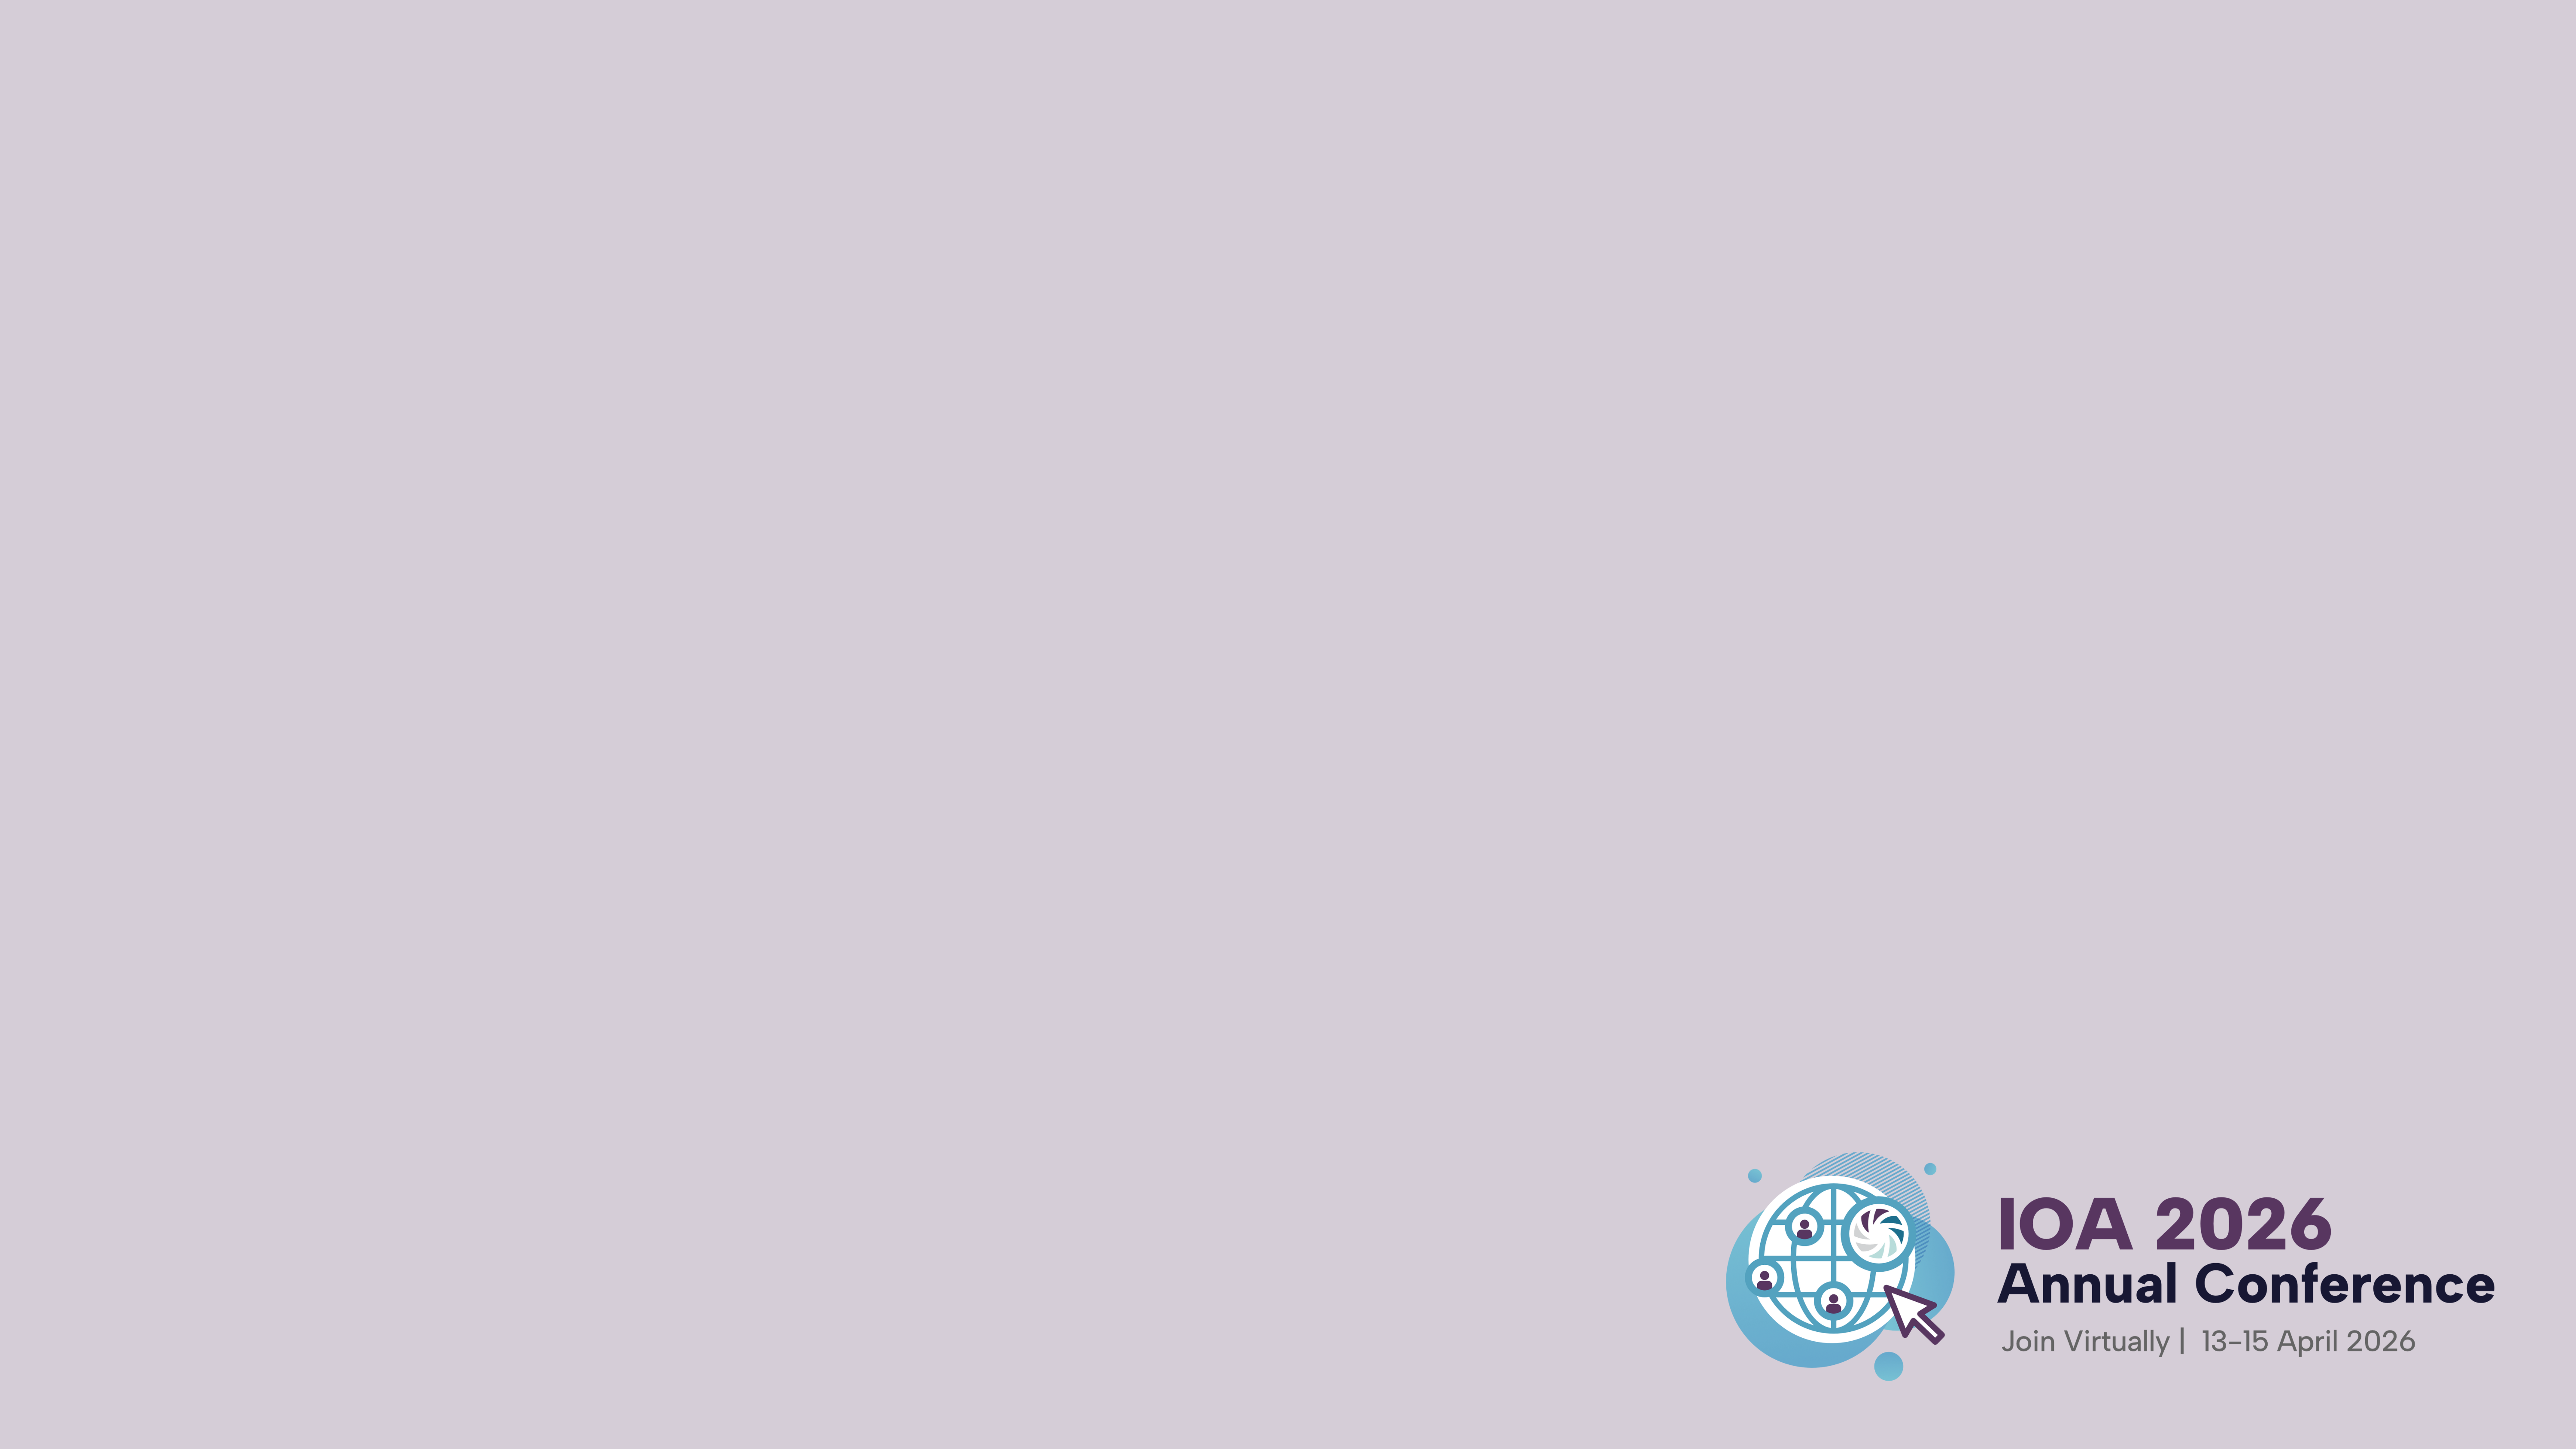 IOA 2026
Annual Conference
Join Virtually | 13–15 April 2026